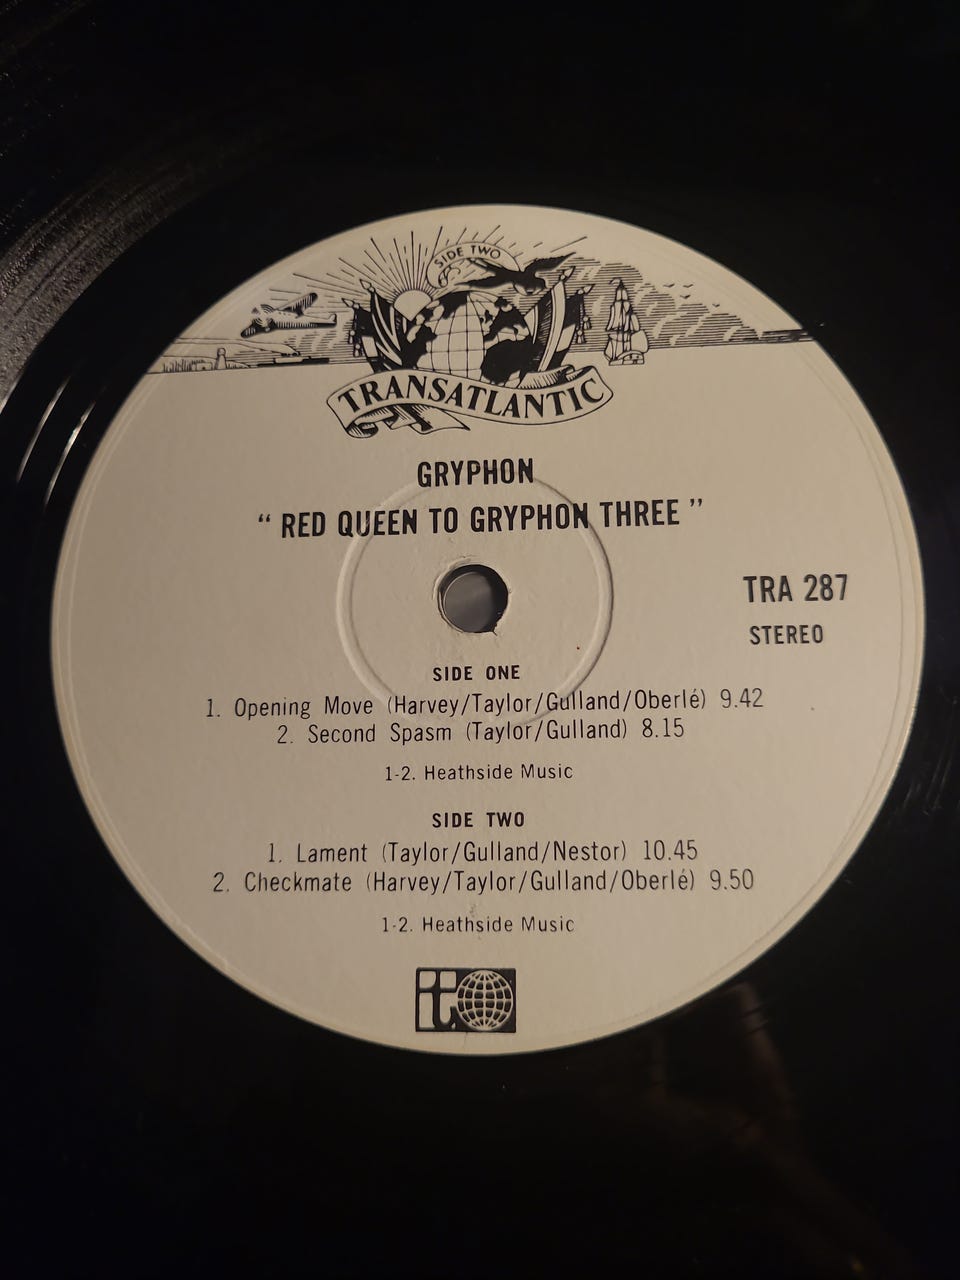 SIDE TWO
TRANSATLANTIC
GRYPHON
“ RED QUEEN TO GRYPHON THREE ”
TRA 287
STEREO
SIDE ONE
1. Opening Move (Harvey/Taylor/Gulland/Oberlé) 9.42
2. Second Spasm (Taylor/Gulland) 8.15
1-2. Heathside Music
SIDE TWO
1. Lament (Taylor/Gulland/Nestor) 10.45
2. Checkmate (Harvey/Taylor/Gulland/Oberlé) 9.50
1-2. Heathside Music
it